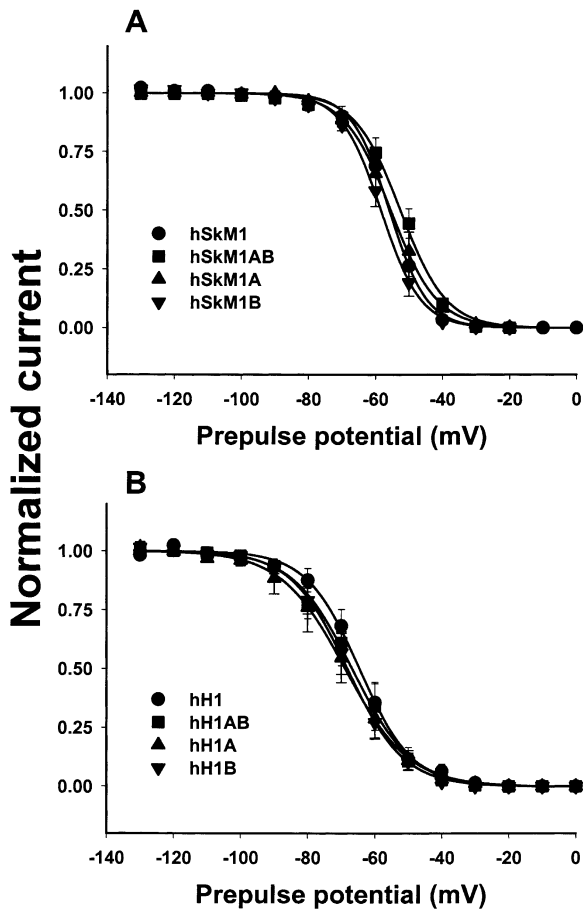 A
1.00
0.75
0.50
0.25
0.00
hSkM1
hSkM1AB
hSkM1A
hSkM1B
-140 -120 -100 -80 -60 -40 -20 0
Prepulse potential (mV)
Normalized current
B
1.00
0.75
0.50
0.25
0.00
hH1
hH1AB
hH1A
hH1B
-140 -120 -100 -80 -60 -40 -20 0
Prepulse potential (mV)